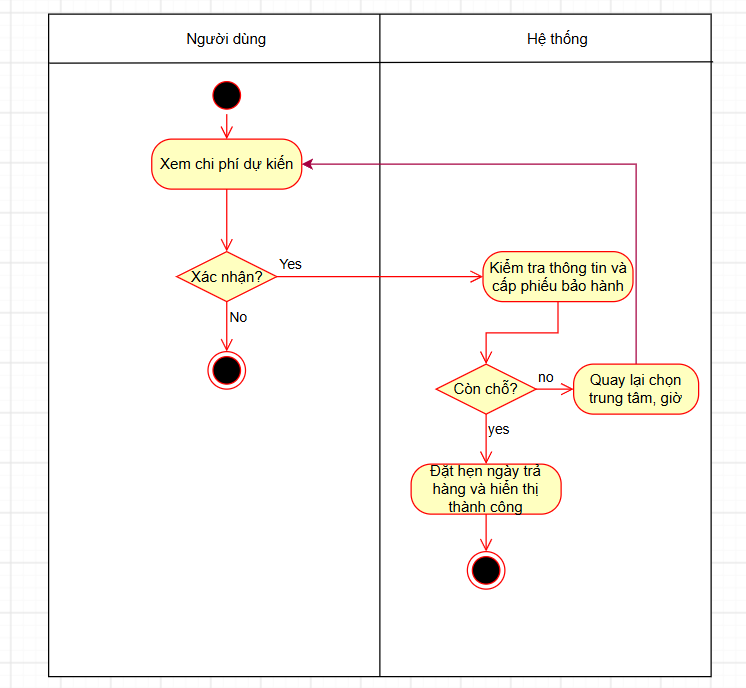 Người dùng
Hệ thống
Xem chi phí dự kiến
Xác nhận?
Yes
No
Kiểm tra thông tin và
cấp phiếu bảo hành
Còn chỗ?
no
Quay lại chọn
trung tâm, giờ
yes
Đặt hẹn ngày trả
hàng và hiển thị
thành công